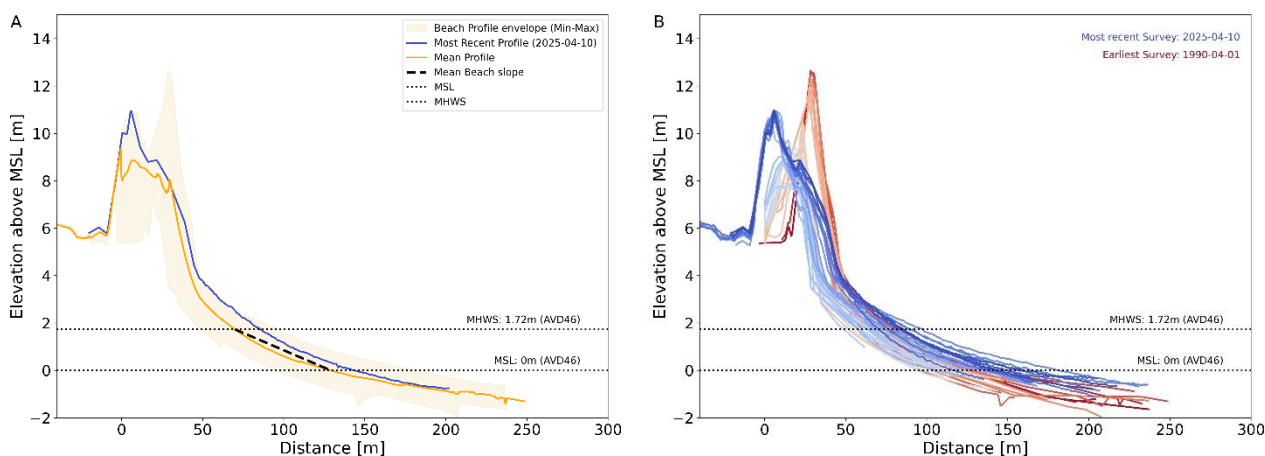 A
Beach Profile envelope (Min-Max)
Most Recent Profile (2025-04-10)
Mean Profile
Mean Beach slope
MSL
MHWS
14
12
10
8
6
4
2
0
−2
Elevation above MSL [m]
MHWS: 1.72m (AVD46)
MSL: 0m (AVD46)
0 50 100 150 200 250 300
Distance [m]
B
Most recent Survey: 2025-04-10
Earliest Survey: 1990-04-01
14
12
10
8
6
4
2
0
−2
Elevation above MSL [m]
MHWS: 1.72m (AVD46)
MSL: 0m (AVD46)
0 50 100 150 200 250 300
Distance [m]